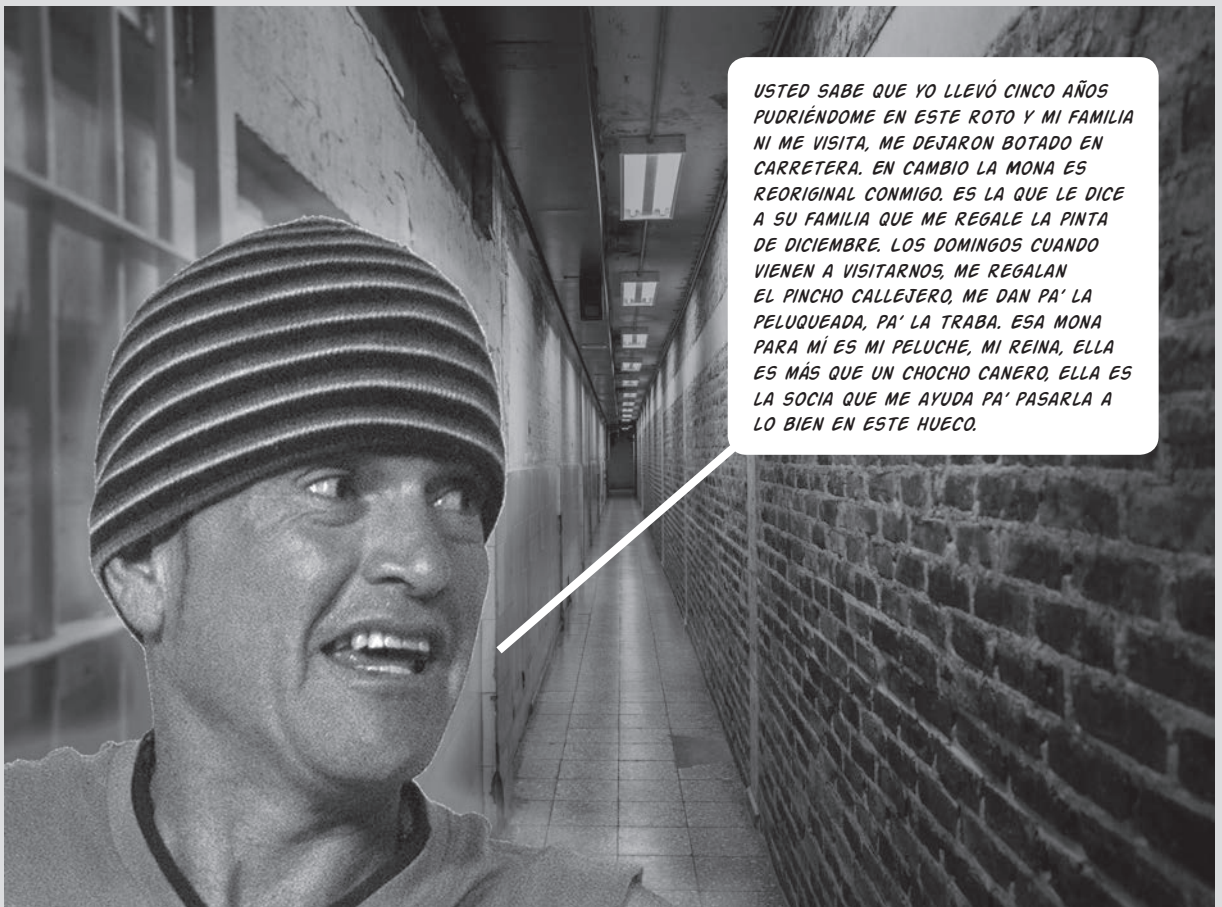 USTED SABE QUE YO LLEVÓ CINCO AÑOS
PUDRIÉNDOME EN ESTE ROTO Y MI FAMILIA
NI ME VISITA, ME DEJARON BOTADO EN
CARRETERA. EN CAMBIO LA MONA ES
REORIGINAL CONMIGO. ES LA QUE LE DICE
A SU FAMILIA QUE ME REGALE LA PINTA
DE DICIEMBRE. LOS DOMINGOS CUANDO
VIENEN A VISITARNOS, ME REGALAN
EL PINCHO CALLEJERO, ME DAN PA' LA
PELUQUEADA, PA' LA TRABA. ESA MONA
PARA MÍ ES MI PELUCHE, MI REINA, ELLA
ES MÁS QUE UN CHOCHO CANERO, ELLA ES
LA SOCIA QUE ME AYUDA PA' PASARLA A
LO BIEN EN ESTE HUECO.